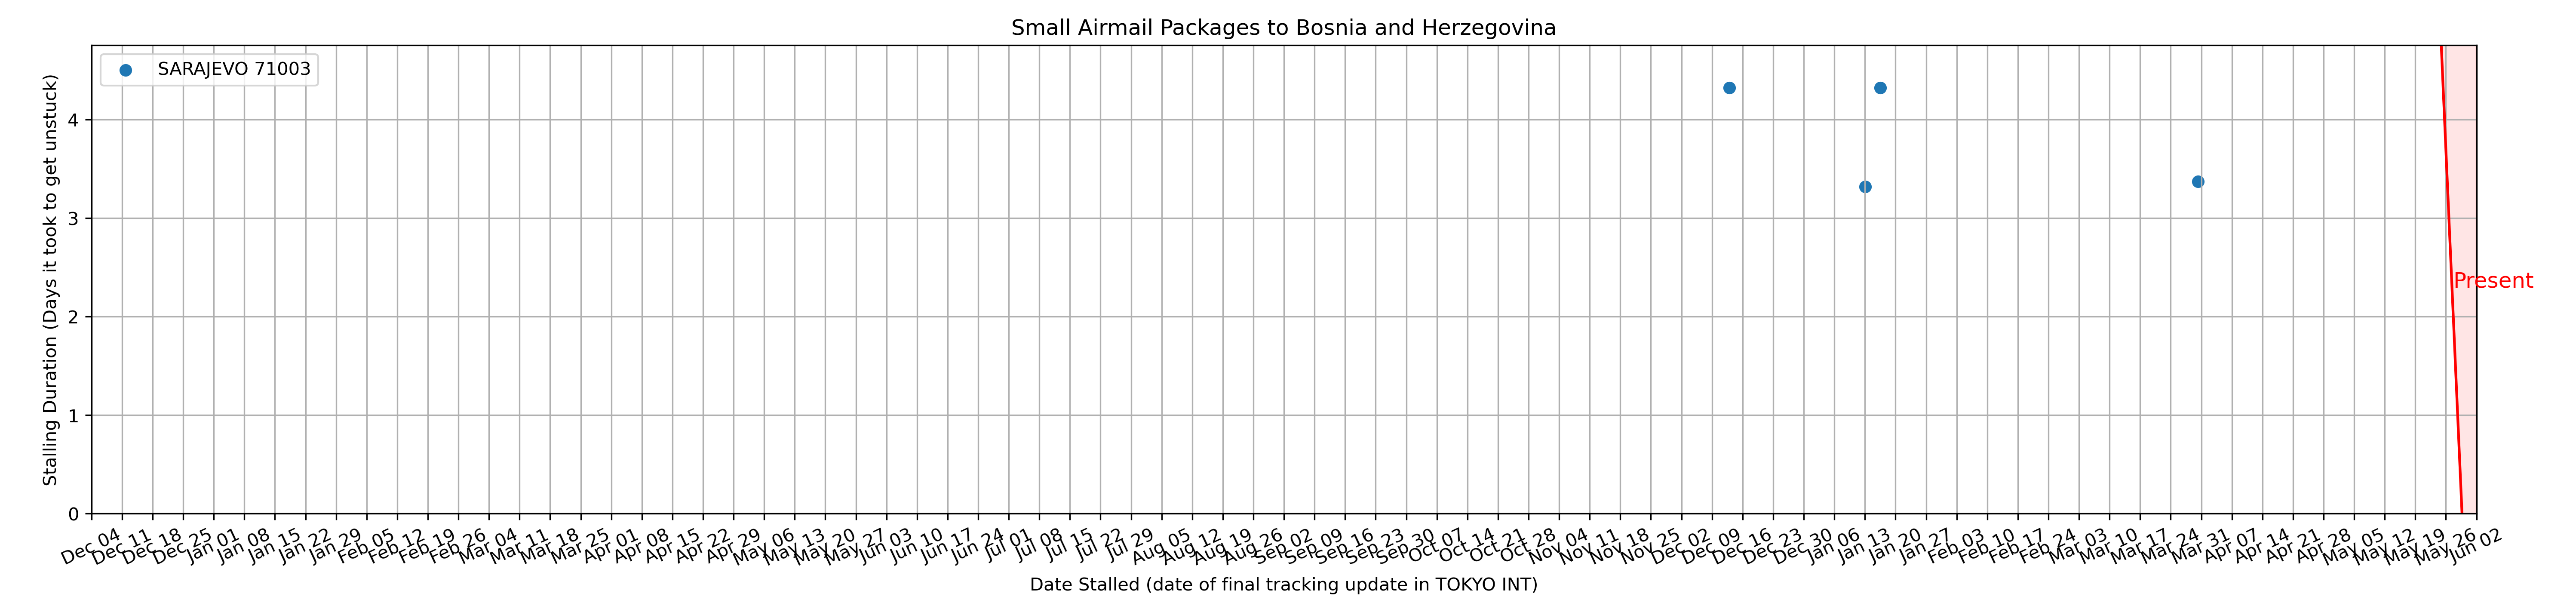 Small Airmail Packages to Bosnia and Herzegovina
SARAJEVO 71003
Stalling Duration (Days it took to get unstuck)
4
3
2
1
0
Present
Dec 04 Dec 11 Dec 18 Dec 25 Jan 01 Jan 08 Jan 15 Jan 22 Jan 29 Feb 05 Feb 12 Feb 19 Feb 26 Mar 04 Mar 11 Mar 18 Mar 25 Apr 01 Apr 08 Apr 15 Apr 22 Apr 29 May 06 May 13 May 20 May 27 Jun 03 Jun 10 Jun 17 Jun 24 Jul 01 Jul 08 Jul 15 Jul 22 Jul 29 Aug 05 Aug 12 Aug 19 Aug 26 Sep 02 Sep 09 Sep 16 Sep 23 Sep 30 Oct 07 Oct 14 Oct 21 Oct 28 Nov 04 Nov 11 Nov 18 Nov 25 Dec 02 Dec 09 Dec 16 Dec 23 Dec 30 Jan 06 Jan 13 Jan 20 Jan 27 Feb 03 Feb 10 Feb 17 Feb 24 Mar 03 Mar 10 Mar 17 Mar 24 Mar 31 Apr 07 Apr 14 Apr 21 Apr 28 May 05 May 12 May 19 May 26 Jun 02
Date Stalled (date of final tracking update in TOKYO INT)